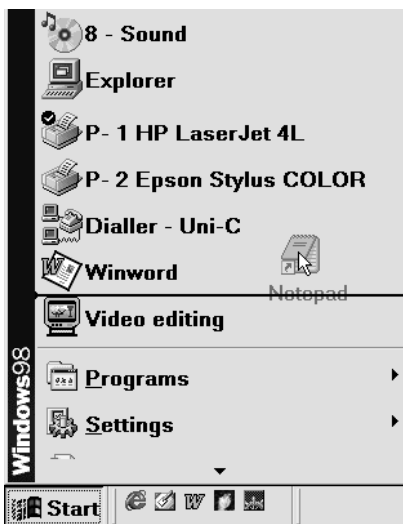 8 - Sound
Explorer
P- 1 HP LaserJet 4L
P- 2 Epson Stylus COLOR
Dialler - Uni-C
Winword
Notopad
Video editing
Programs
Settings
Windows98
Start